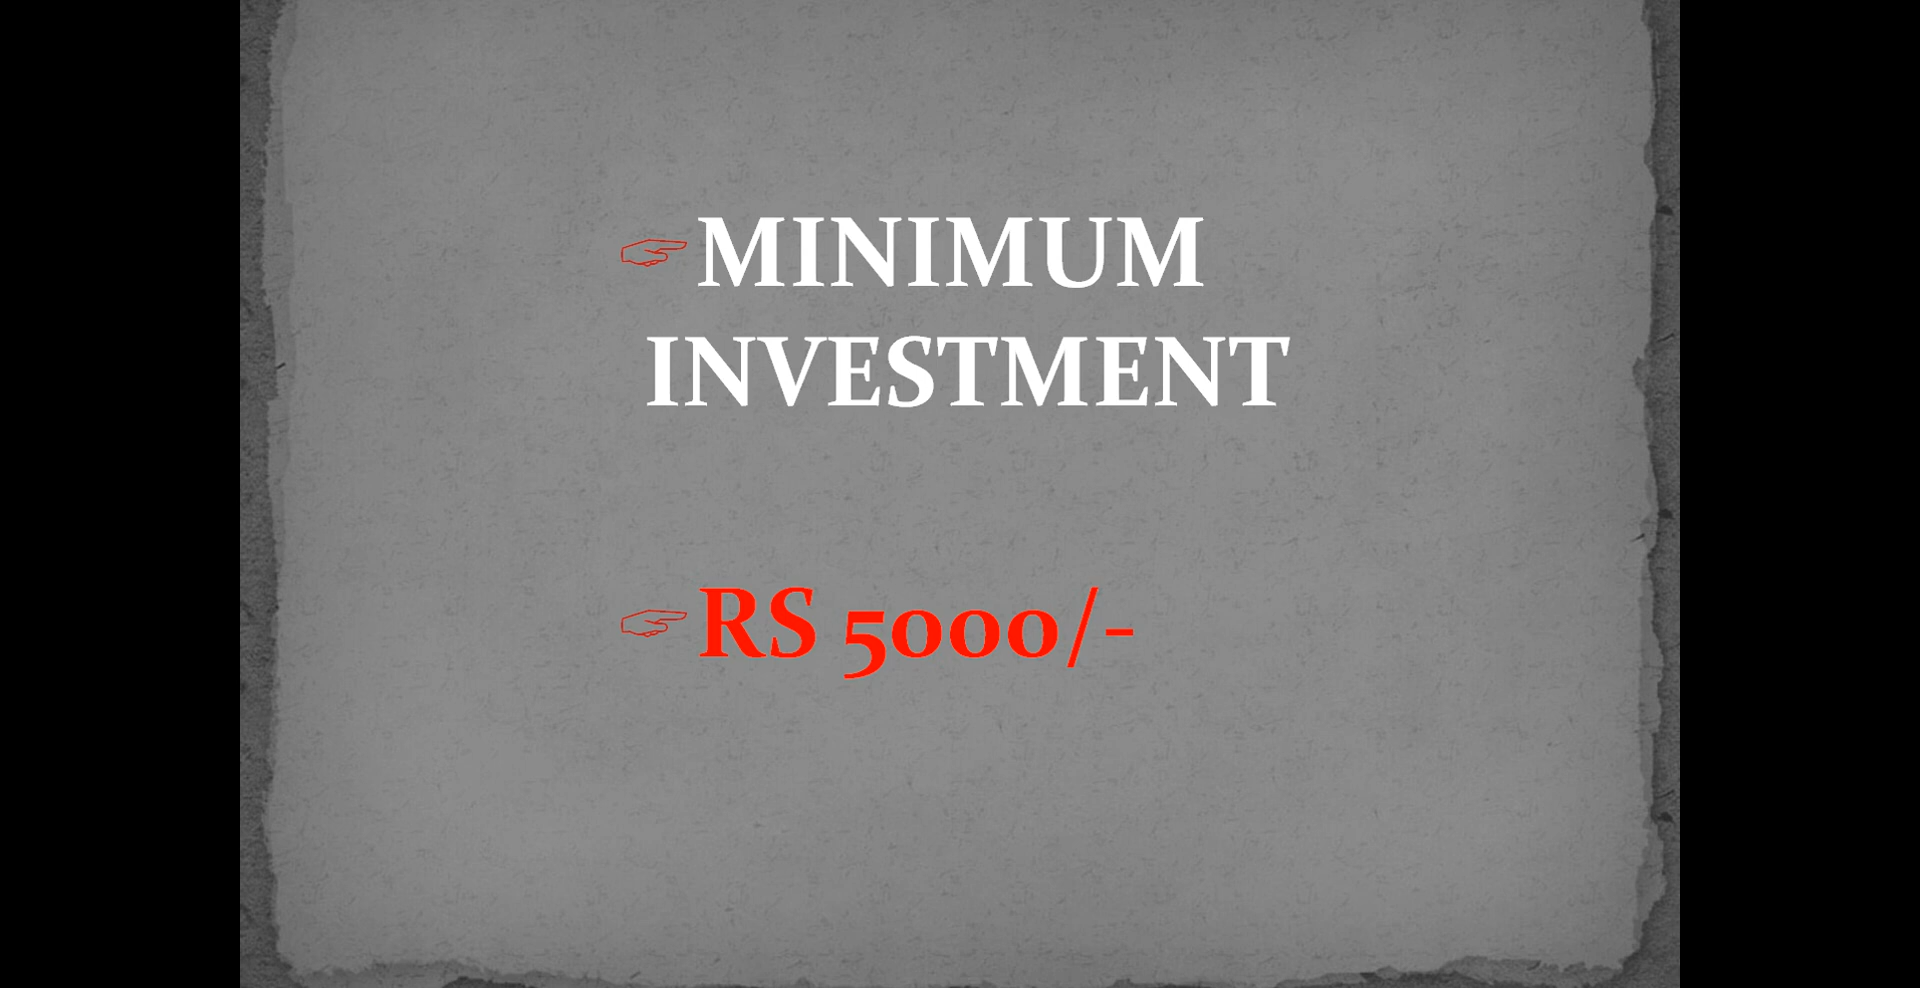 ☞MINIMUM
INVESTMENT
☞RS 5000/-